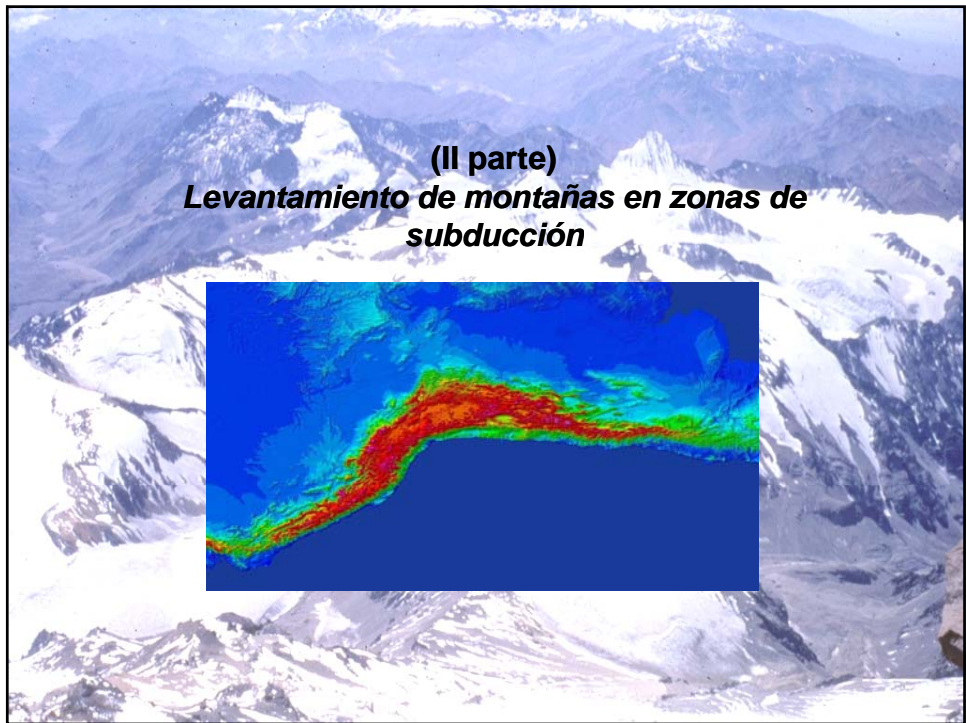 (II parte)
Levantamiento de montañas en zonas de
subducción